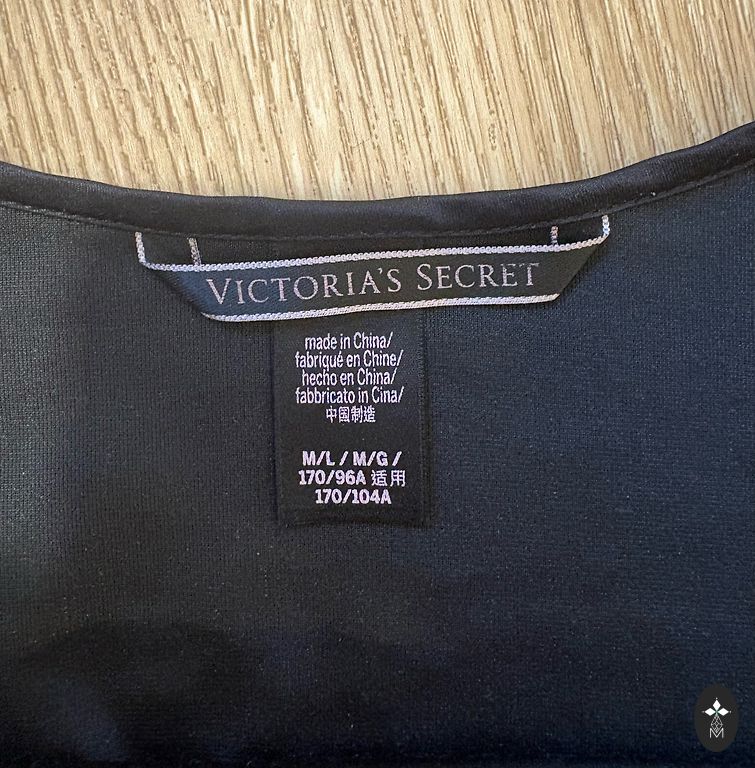 VICTORIA'S SECRET
made in China/
fabriqué en Chine/
hecho en China/
fabbricato in Cina/
中国制造
M/L / M/G /
170/96A 适用
170/104A
M